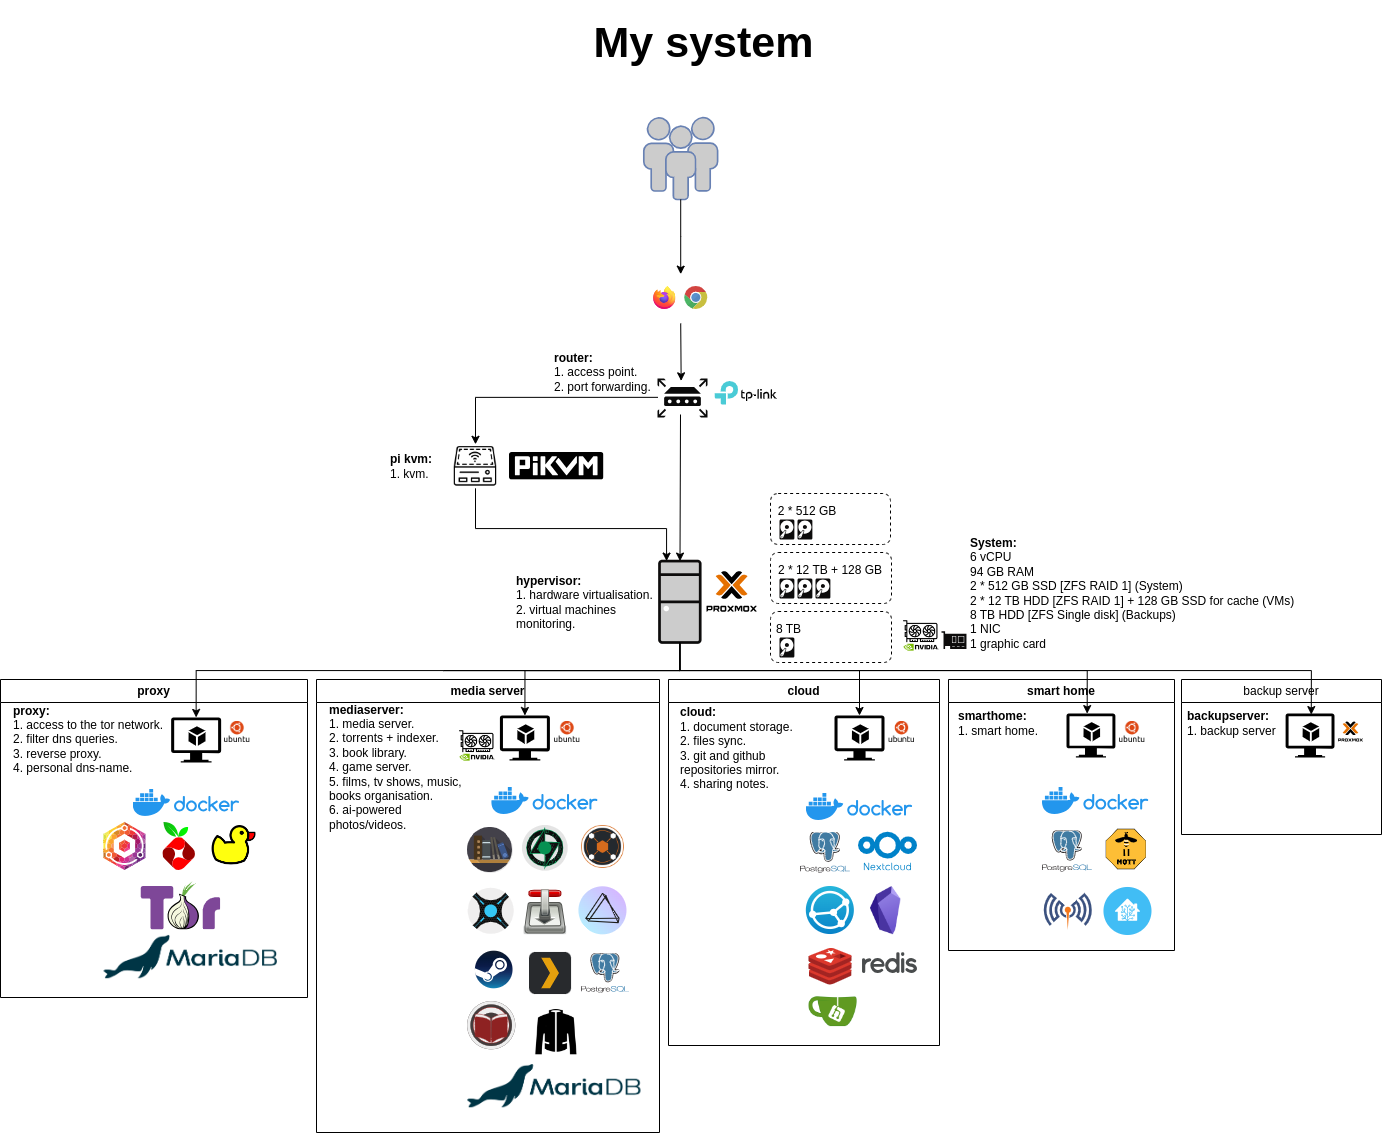 My system
router:
1. access point.
2. port forwarding.
tp-link
pi kvm:
1. kvm.
PiKVM
2 * 512 GB
2 * 12 TB + 128 GB
8 TB
System:
6 vCPU
94 GB RAM
2 * 512 GB SSD [ZFS RAID 1] (System)
2 * 12 TB HDD [ZFS RAID 1] + 128 GB SSD for cache (VMs)
8 TB HDD [ZFS Single disk] (Backups)
1 NIC
1 graphic card
NVIDIA
hypervisor:
1. hardware virtualisation.
2. virtual machines
monitoring.
PROXMOX
proxy
proxy:
1. access to the tor network.
2. filter dns queries.
3. reverse proxy.
4. personal dns-name.
ubuntu
docker
Tor
MariaDB
media server
mediaserver:
1. media server.
2. torrents + indexer.
3. book library.
4. game server.
5. films, tv shows, music,
books organisation.
6. ai-powered
photos/videos.
NVIDIA
ubuntu
docker
PostgreSQL
MariaDB
cloud
cloud:
1. document storage.
2. files sync.
3. git and github
repositories mirror.
4. sharing notes.
ubuntu
docker
PostgreSQL
Nextcloud
redis
smart home
smarthome:
1. smart home.
ubuntu
docker
PostgreSQL
MQTT
backup server
backupserver:
1. backup server
PROXMOX